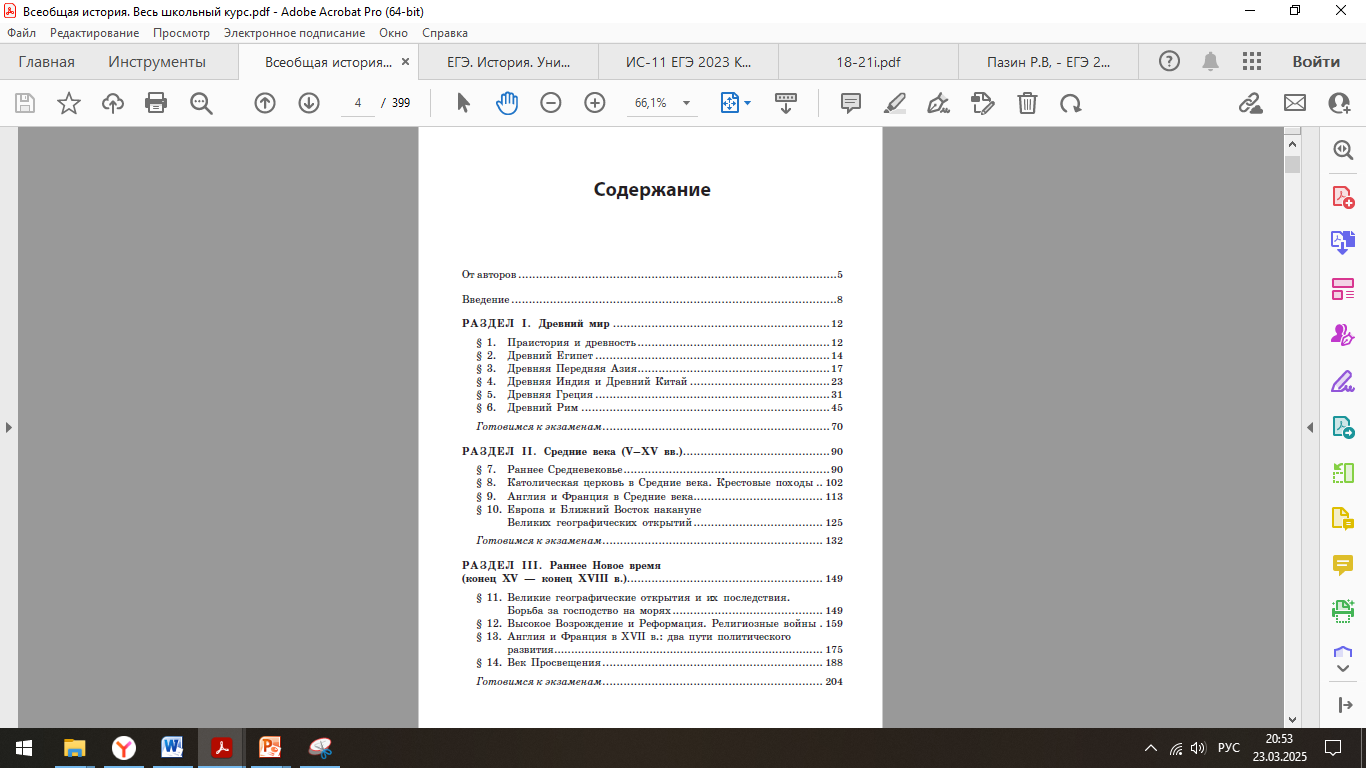 Всеобщая история. Весь школьный курс.pdf - Adobe Acrobat Pro (64-bit)
Файл Редактирование Просмотр Электронное подписание Окно Справка
Главная Инструменты Всеобщая история... × ЕГЭ. История. Уни... ИС-11 ЕГЭ 2023 К... 18-21i.pdf Пазин Р.В, - ЕГЭ 2... Войти
4 / 399 66,1%
Содержание
От авторов 5
Введение 8
РАЗДЕЛ I. Древний мир 12
§ 1. Праистория и древность 12
§ 2. Древний Египет 14
§ 3. Древняя Передняя Азия 17
§ 4. Древняя Индия и Древний Китай 23
§ 5. Древняя Греция 31
§ 6. Древний Рим 45
Готовимся к экзаменам 70
РАЗДЕЛ II. Средние века (V—XV вв.) 90
§ 7. Раннее Средневековье 90
§ 8. Католическая церковь в Средние века. Крестовые походы .. 102
§ 9. Англия и Франция в Средние века 113
§ 10. Европа и Ближний Восток накануне
Великих географических открытий 125
Готовимся к экзаменам 132
РАЗДЕЛ III. Раннее Новое время
(конец XV — конец XVIII в.) 149
§ 11. Великие географические открытия и их последствия.
Борьба за господство на морях 149
§ 12. Высокое Возрождение и Реформация. Религиозные войны . 159
§ 13. Англия и Франция в XVII в.: два пути политического
развития 175
§ 14. Век Просвещения 188
Готовимся к экзаменам 204
РУС
20:53
23.03.2025